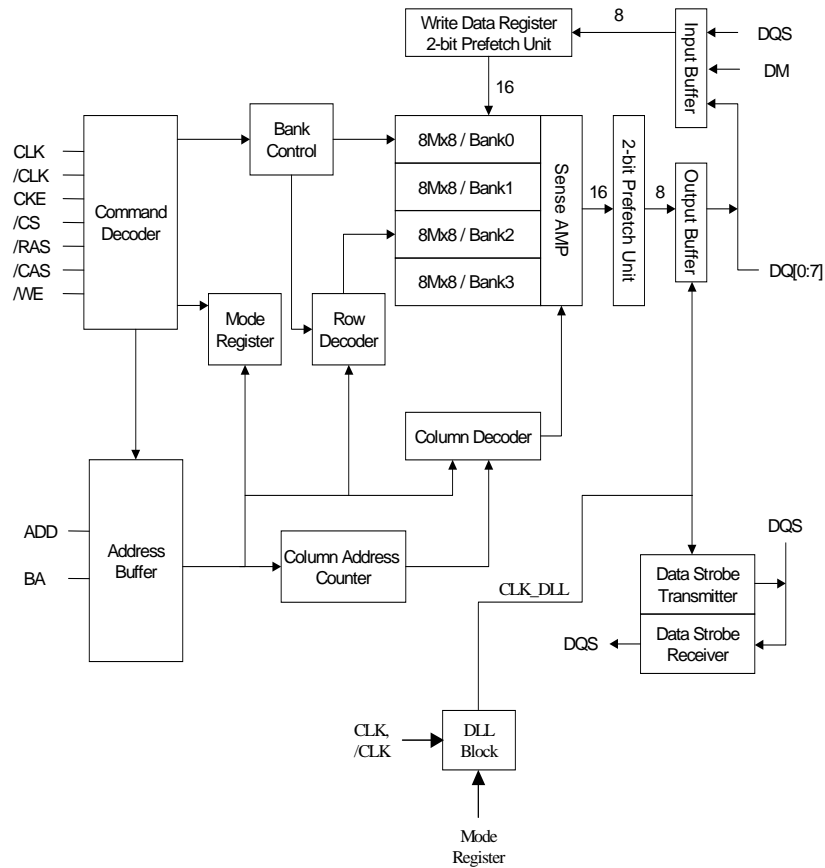 Write Data Register
2-bit Prefetch Unit
8
Input Buffer
DQS
DM
16
Bank
Control
8Mx8 / Bank0
8Mx8 / Bank1
8Mx8 / Bank2
8Mx8 / Bank3
Sense AMP
16
2-bit Prefetch Unit
8
Output Buffer
DQ[0:7]
CLK
/CLK
CKE
/CS
/RAS
/CAS
/WE
Command
Decoder
Mode
Register
Row
Decoder
Column Decoder
ADD
BA
Address
Buffer
Column Address
Counter
CLK_DLL
DQS
Data Strobe
Transmitter
Data Strobe
Receiver
DQS
CLK,
/CLK
DLL
Block
Mode
Register